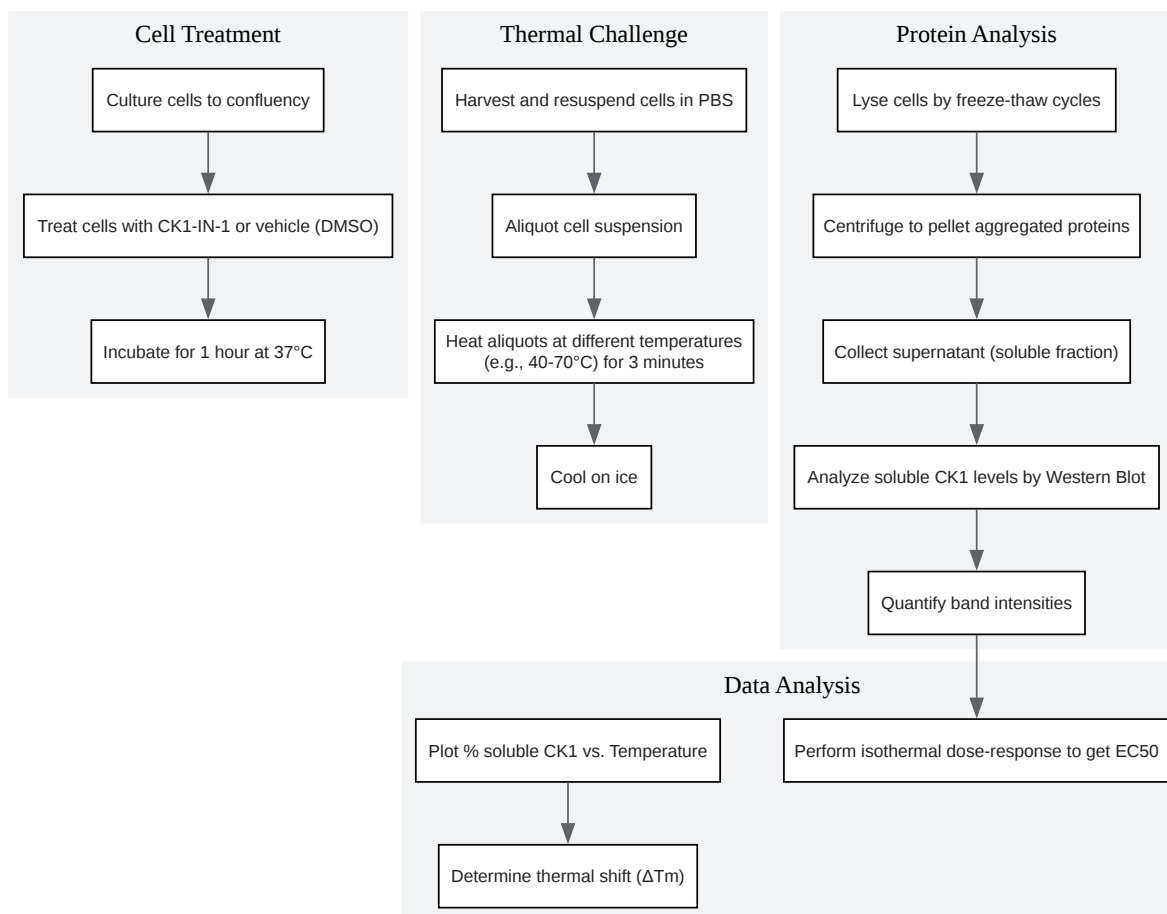 Cell Treatment
Culture cells to confluency
Treat cells with CK1-IN-1 or vehicle (DMSO)
Incubate for 1 hour at 37°C
Thermal Challenge
Harvest and resuspend cells in PBS
Aliquot cell suspension
Heat aliquots at different temperatures
(e.g., 40-70°C) for 3 minutes
Cool on ice
Protein Analysis
Lyse cells by freeze-thaw cycles
Centrifuge to pellet aggregated proteins
Collect supernatant (soluble fraction)
Analyze soluble CK1 levels by Western Blot
Quantify band intensities
Data Analysis
Plot % soluble CK1 vs. Temperature
Determine thermal shift (ΔTm)
Perform isothermal dose-response to get EC50